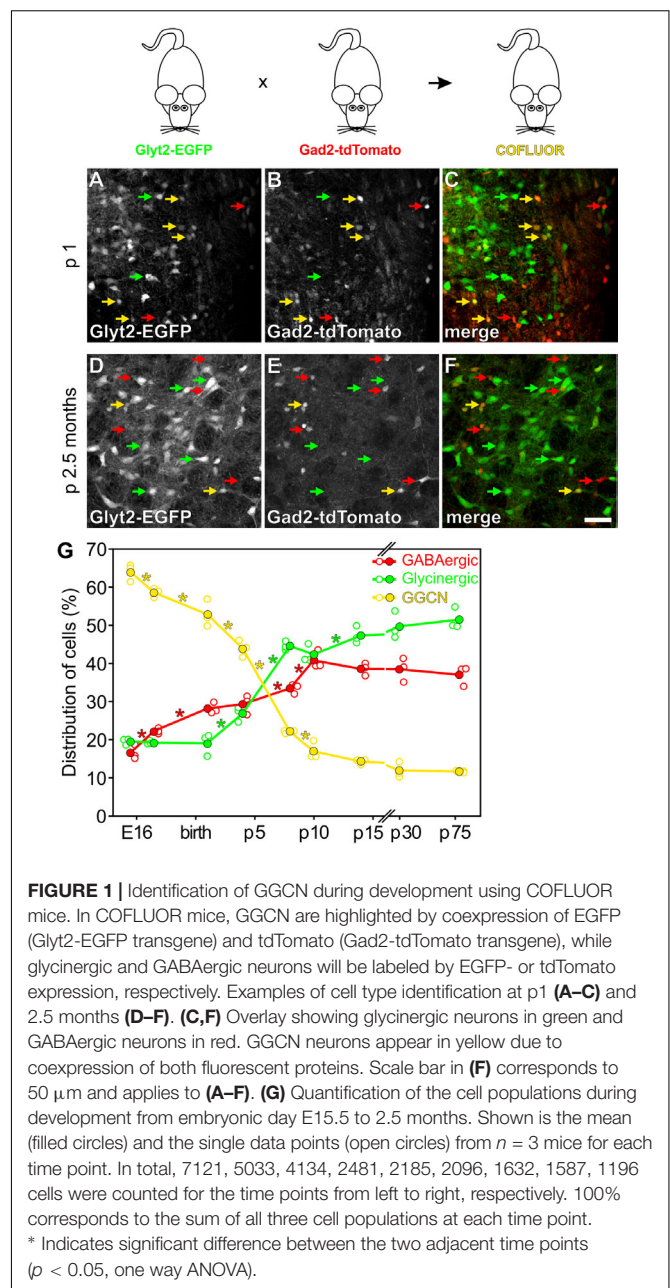 x
Glyt2-EGFP Gad2-tdTomato COFLUOR
p 1
A B C
Glyt2-EGFP Gad2-tdTomato merge
p 2.5 months
D E F
Glyt2-EGFP Gad2-tdTomato merge
G
Distribution of cells (%)
70
60
50
40
30
20
10
0
GABAergic
Glycinergic
GGCN
* * * * * * * * * * * * *
E16 birth p5 p10 p15 p30 p75
FIGURE 1 | Identification of GGCN during development using COFLUOR
mice. In COFLUOR mice, GGCN are highlighted by coexpression of EGFP
(Glyt2-EGFP transgene) and tdTomato (Gad2-tdTomato transgene), while
glycinergic and GABAergic neurons will be labeled by EGFP- or tdTomato
expression, respectively. Examples of cell type identification at p1 (A–C) and
2.5 months (D–F). (C,F) Overlay showing glycinergic neurons in green and
GABAergic neurons in red. GGCN neurons appear in yellow due to
coexpression of both fluorescent proteins. Scale bar in (F) corresponds to
50 μm and applies to (A–F). (G) Quantification of the cell populations during
development from embryonic day E15.5 to 2.5 months. Shown is the mean
(filled circles) and the single data points (open circles) from n = 3 mice for each
time point. In total, 7121, 5033, 4134, 2481, 2185, 2096, 1632, 1587, 1196
cells were counted for the time points from left to right, respectively. 100%
corresponds to the sum of all three cell populations at each time point.
* Indicates significant difference between the two adjacent time points
(p < 0.05, one way ANOVA).